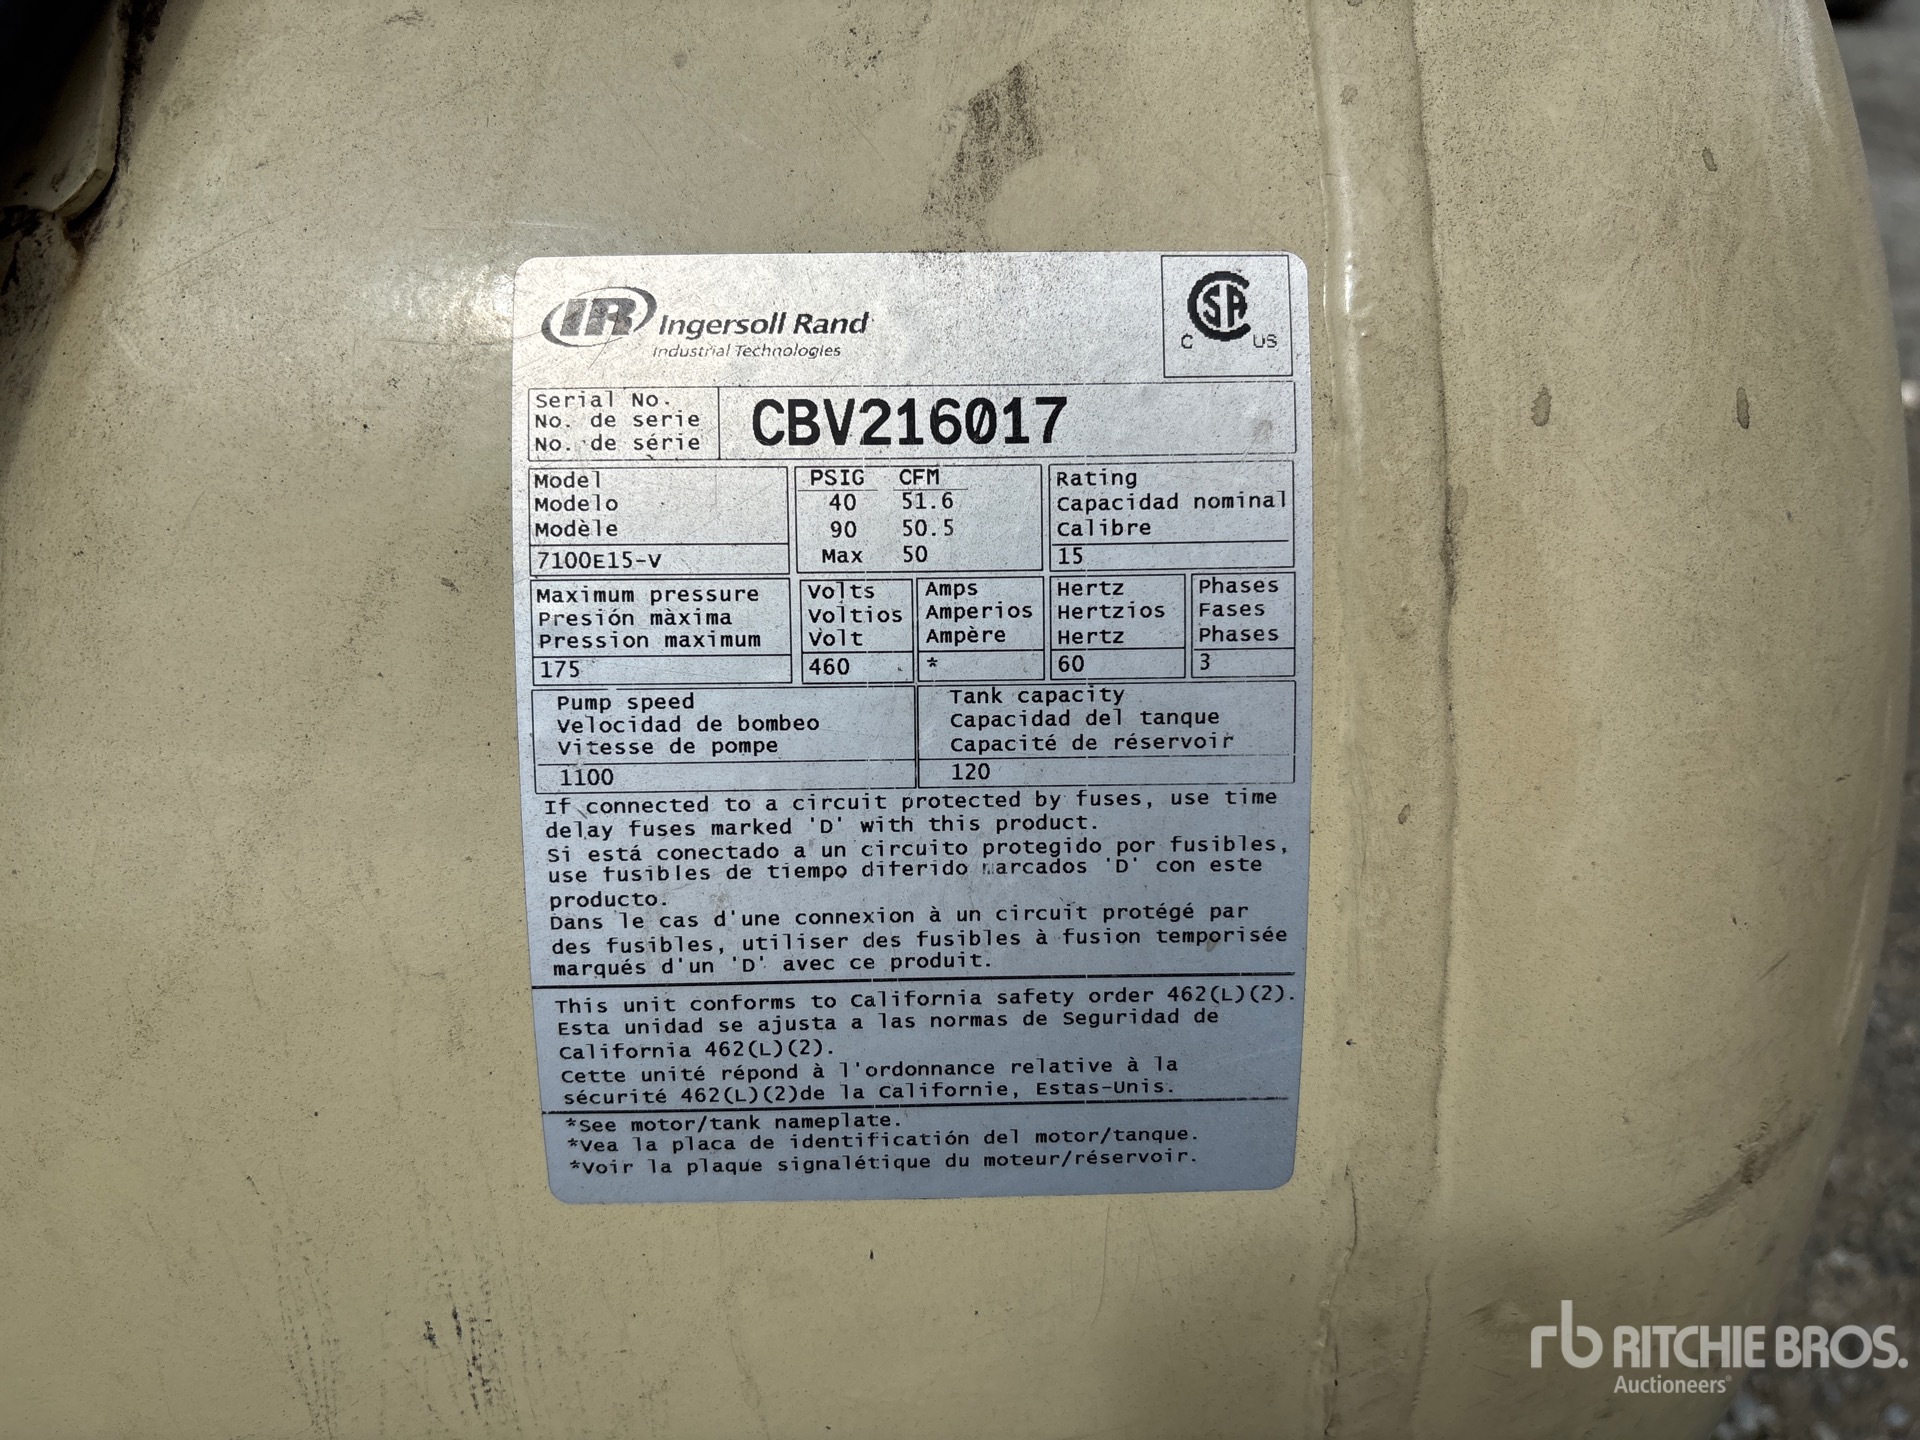 IR Ingersoll Rand
Industrial Technologies
CSA
C US
Serial No.
No. de serie
No. de série
CBV216017
Model
Modelo
Modèle
7100E15-V
PSIG CFM
40 51.6
90 50.5
Max 50
Rating
Capacidad nominal
Calibre
15
Maximum pressure
Presión màxima
Pression maximum
175
Volts
Voltios
Volt
460
Amps
Amperios
Ampère
*
Hertz
Hertzios
Hertz
60
Phases
Fases
Phases
3
Pump speed
Velocidad de bombeo
Vitesse de pompe
1100
Tank capacity
Capacidad del tanque
Capacité de réservoir
120
If connected to a circuit protected by fuses, use time
delay fuses marked 'D' with this product.
Si está conectado a un circuito protegido por fusibles,
use fusibles de tiempo diferido marcados 'D' con este
producto.
Dans le cas d'une connexion à un circuit protégé par
des fusibles, utiliser des fusibles à fusion temporisée
marqués d'un 'D' avec ce produit.
This unit conforms to California safety order 462(L)(2).
Esta unidad se ajusta a las normas de Seguridad de
California 462(L)(2).
Cette unité répond à l'ordonnance relative à la
sécurité 462(L)(2)de la Californie, Estas-Unis.
*See motor/tank nameplate.
*Vea la placa de identificación del motor/tanque.
*Voir la plaque signalétique du moteur/réservoir.
rb RITCHIE BROS.
Auctioneers